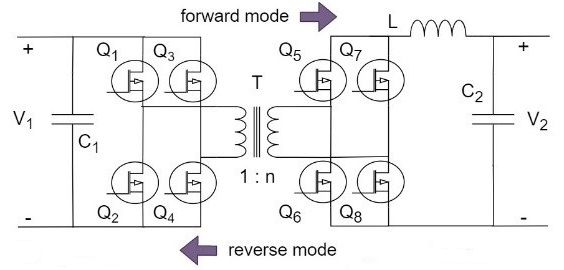 forward mode
L
+ Q1 Q3 Q5 Q7 +
T
V1 C1 C2 V2
1 : n
- Q2 Q4 Q6 Q8 -
reverse mode